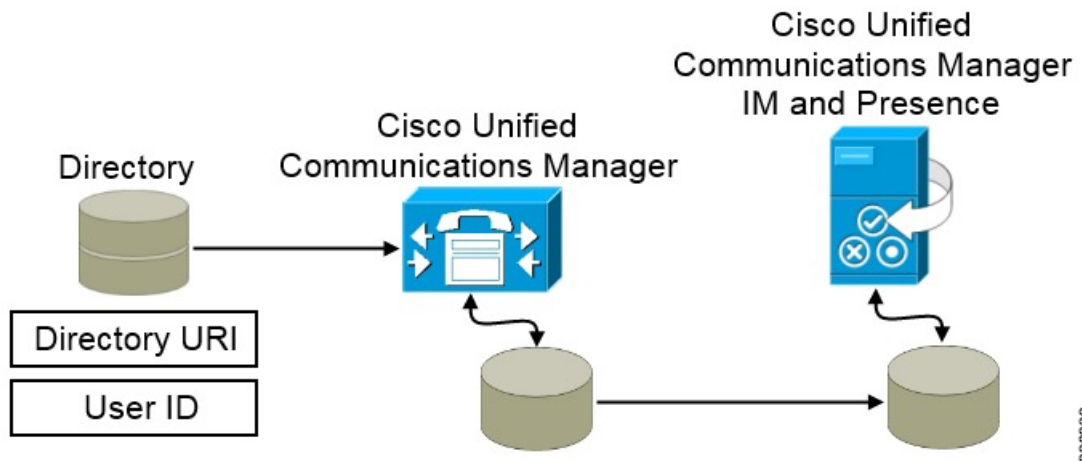 Cisco Unified
Communications Manager
IM and Presence
Cisco Unified
Communications Manager
Directory
Directory URI
User ID